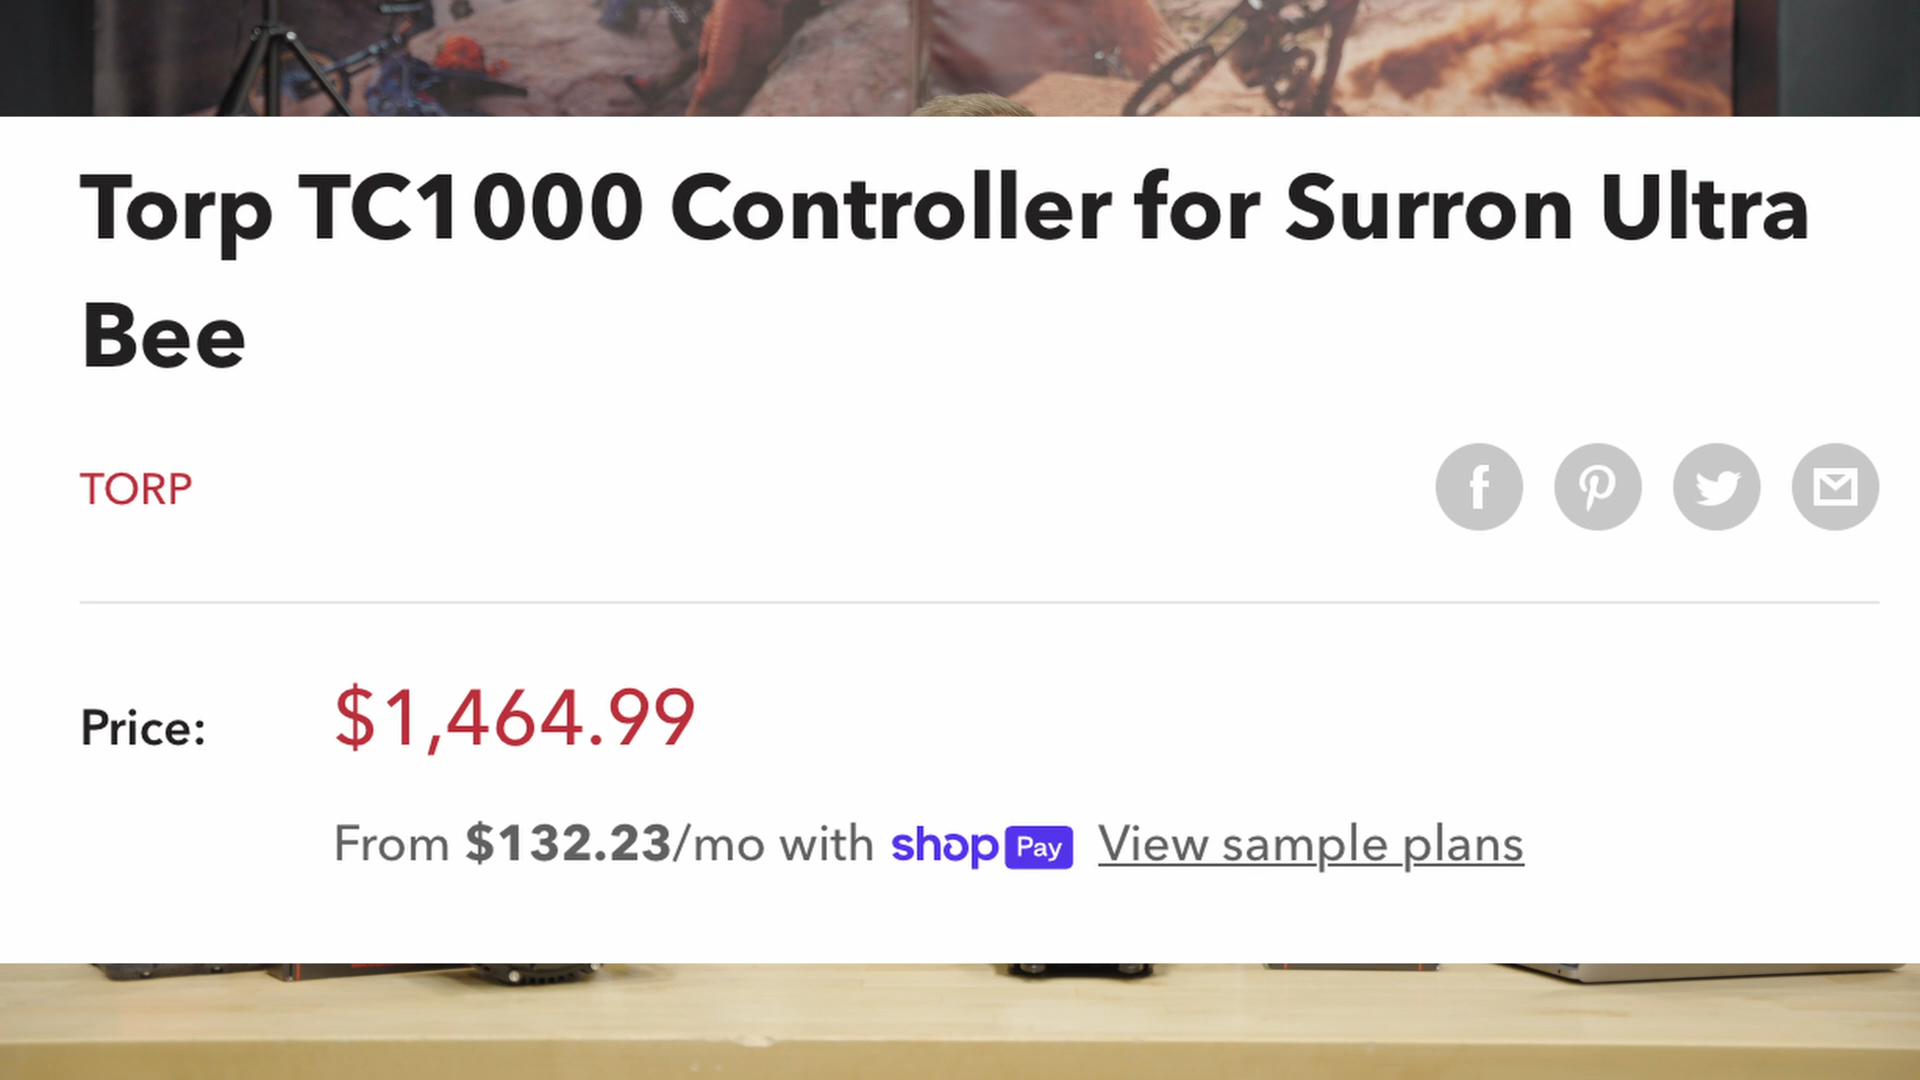 Torp TC1000 Controller for Surron Ultra
Bee
TORP
Price: $1,464.99
From $132.23/mo with shop Pay View sample plans